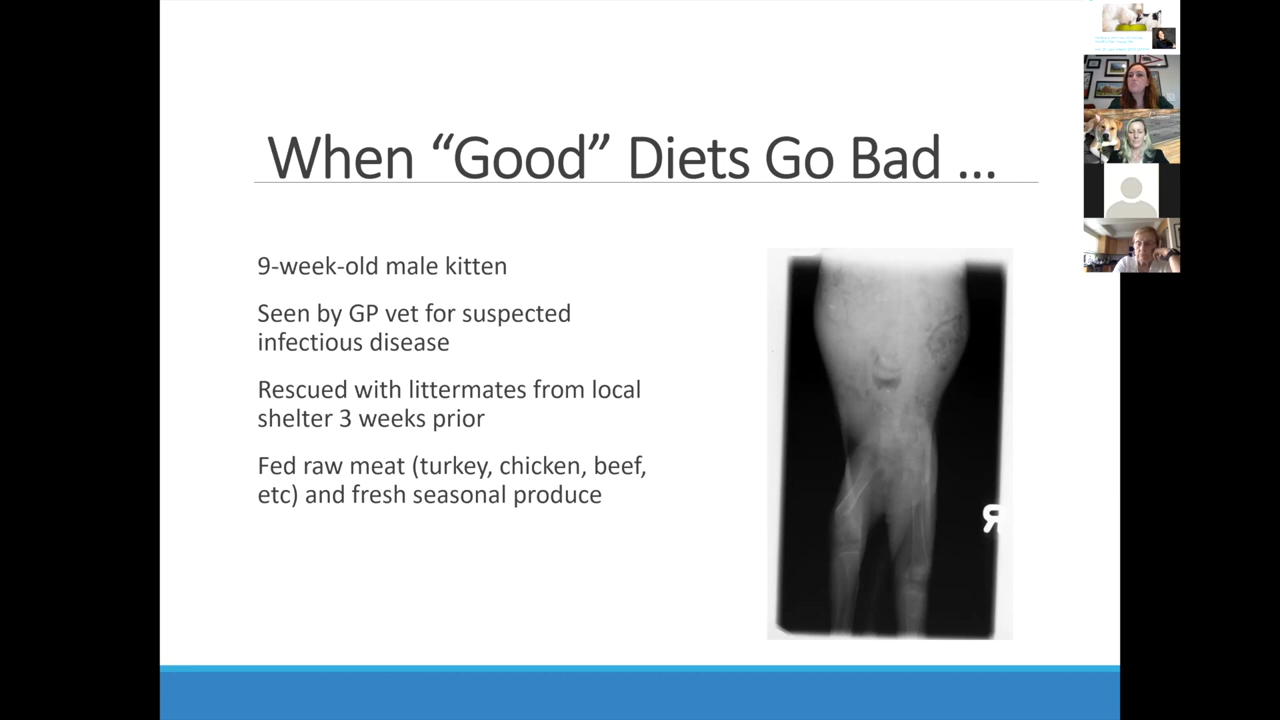 When “Good” Diets Go Bad ...
9-week-old male kitten
Seen by GP vet for suspected
infectious disease
Rescued with littermates from local
shelter 3 weeks prior
Fed raw meat (turkey, chicken, beef,
etc) and fresh seasonal produce
R